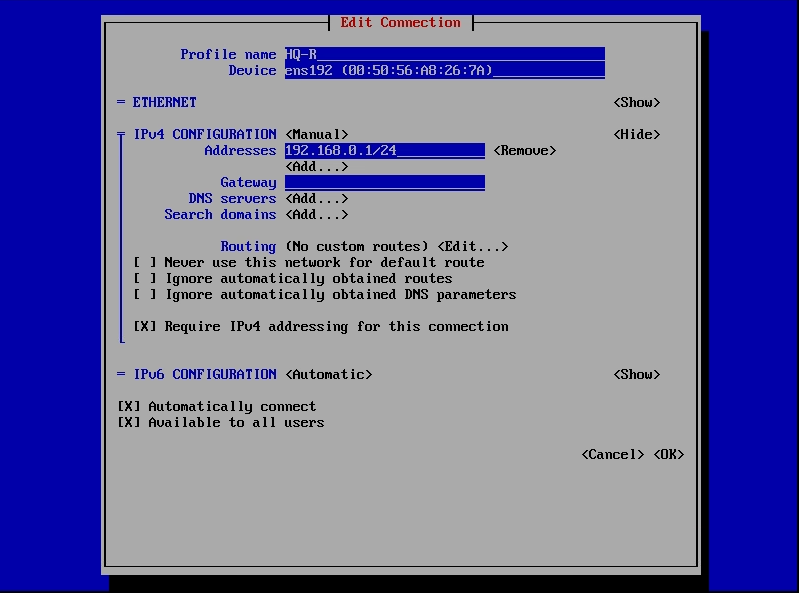 Edit Connection
Profile name HQ-R
Device ens192 (00:50:56:A8:26:7A)
= ETHERNET <Show>
= IPv4 CONFIGURATION <Manual> <Hide>
Addresses 192.168.0.1/24 <Remove>
<Add...>
Gateway
DNS servers <Add...>
Search domains <Add...>
Routing (No custom routes) <Edit...>
[ ] Never use this network for default route
[ ] Ignore automatically obtained routes
[ ] Ignore automatically obtained DNS parameters
[X] Require IPv4 addressing for this connection
= IPv6 CONFIGURATION <Automatic> <Show>
[X] Automatically connect
[X] Available to all users
<Cancel> <OK>